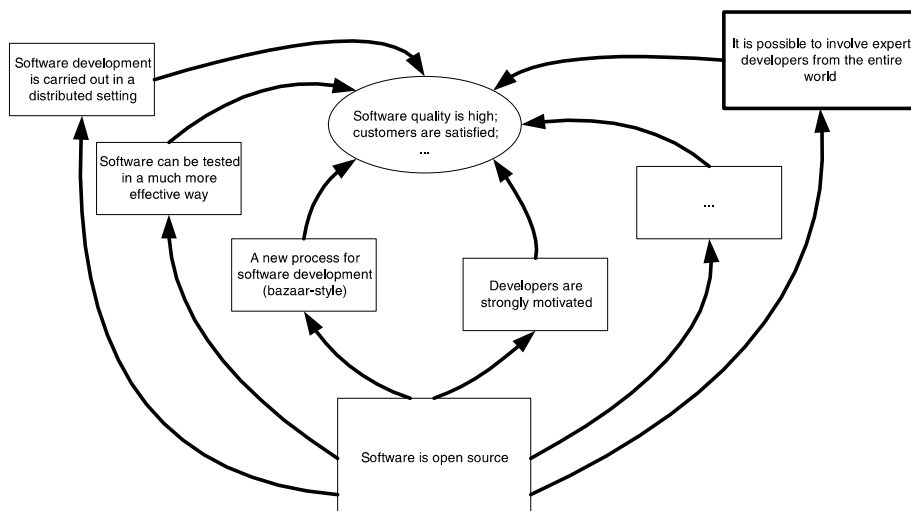 Software development
is carried out in a
distributed setting
It is possible to involve expert
developers from the entire
world
Software quality is high;
customers are satisfied;
...
Software can be tested
in a much more
effective way
...
A new process for
software development
(bazaar-style)
Developers are
strongly motivated
Software is open source